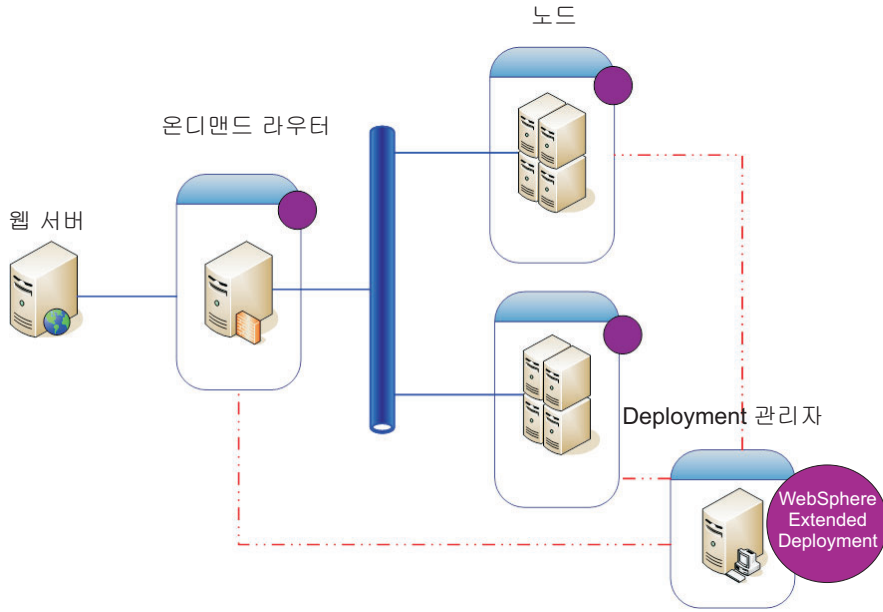 노드
온디맨드 라우터
웹 서버
Deployment 관리자
WebSphere
Extended
Deployment